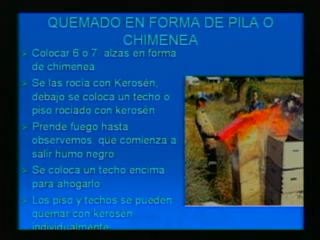 QUEMADO EN FORMA DE PILA O
CHIMENEA
Colocar 6 o 7 alzas en forma
de chimenea
Se las rocía con Kerosén,
debajo se coloca un techo o
piso rociado con kerosén
Prende fuego hasta
observemos que comienza a
salir humo negro
Se coloca un techo encima
para ahogarlo
Los piso y techos se pueden
quemar con kerosen
individualmente